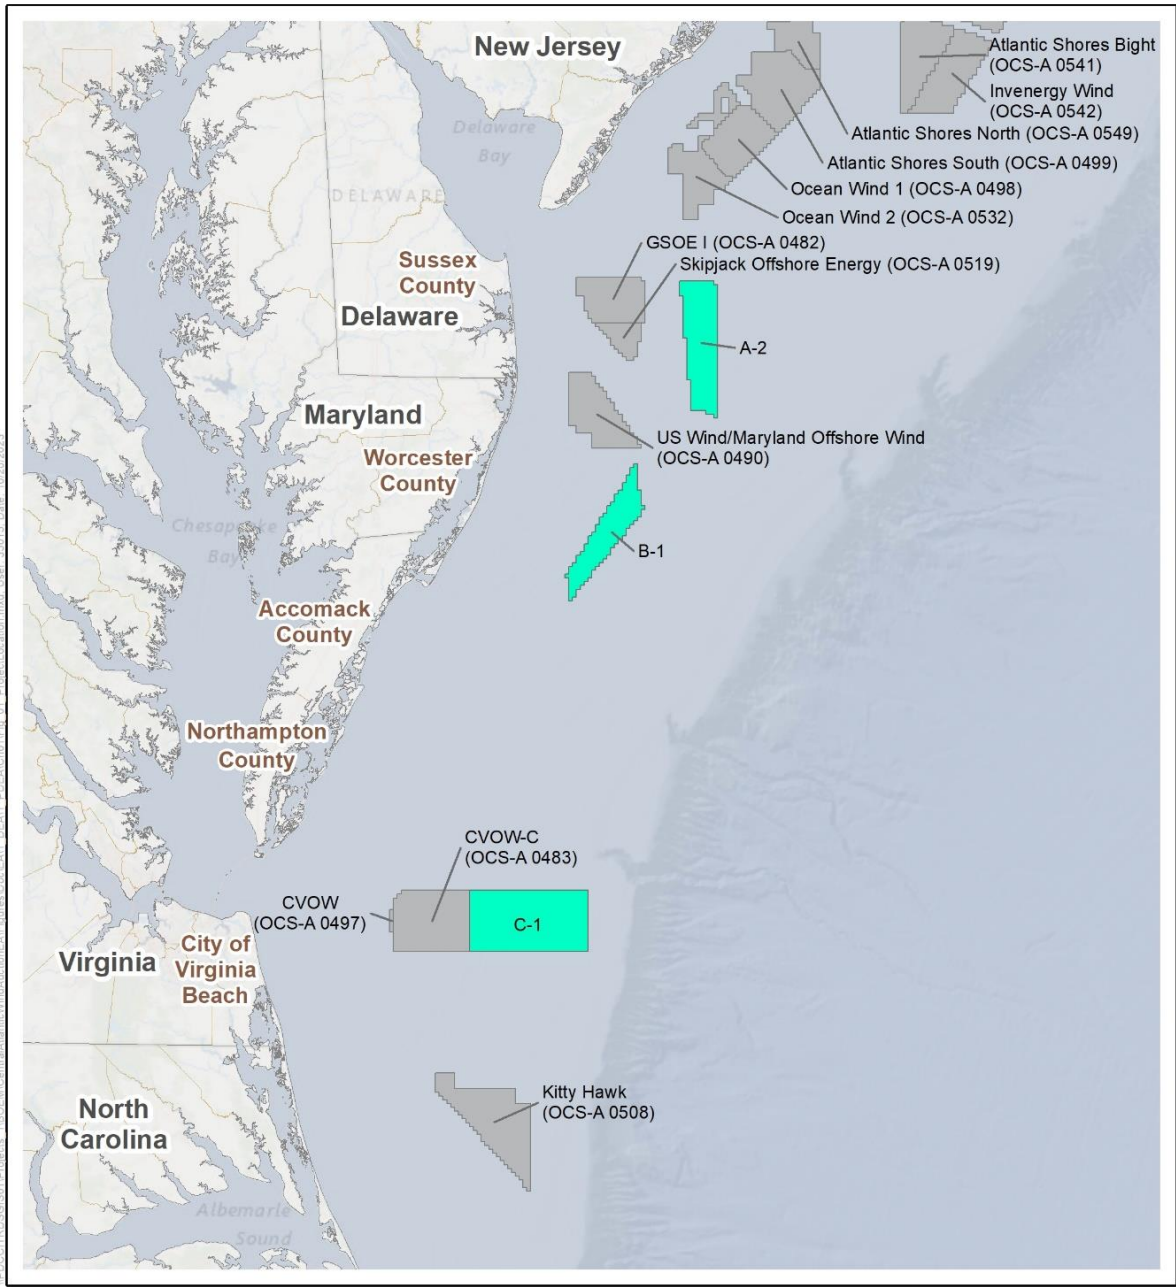 New Jersey
Atlantic Shores Bight
(OCS-A 0541)
Invenergy Wind
(OCS-A 0542)
Delaware
Bay
Atlantic Shores North (OCS-A 0549)
Atlantic Shores South (OCS-A 0499)
DELAWARE
Ocean Wind 1 (OCS-A 0498)
Ocean Wind 2 (OCS-A 0532)
GSOE I (OCS-A 0482)
Skipjack Offshore Energy (OCS-A 0519)
Sussex
County
Delaware
A-2
Maryland
US Wind/Maryland Offshore Wind
(OCS-A 0490)
Worcester
County
Chesapeake
Bay
B-1
Accomack
County
Northampton
County
CVOW-C
(OCS-A 0483)
CVOW
(OCS-A 0497)
C-1
City of
Virginia
Beach
Virginia
Kitty Hawk
(OCS-A 0508)
North
Carolina
Albemarle
Sound